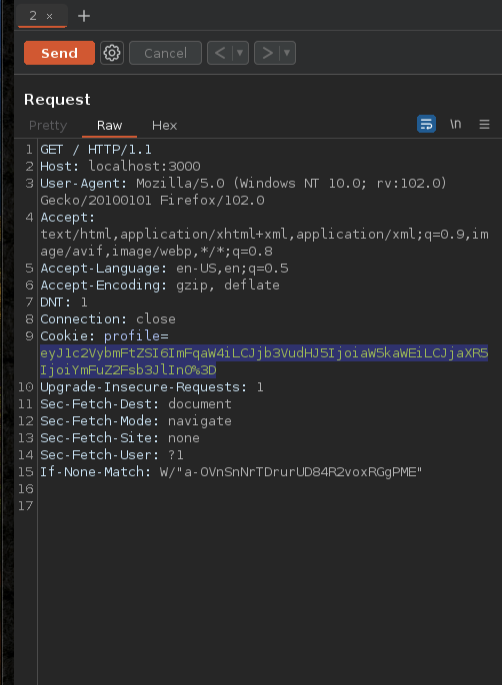 2 × +
Send Cancel < >
Request
Pretty Raw Hex \n
1 GET / HTTP/1.1
2 Host: localhost:3000
3 User-Agent: Mozilla/5.0 (Windows NT 10.0; rv:102.0)
Gecko/20100101 Firefox/102.0
4 Accept:
text/html,application/xhtml+xml,application/xml;q=0.9,im
age/avif,image/webp,*/*;q=0.8
5 Accept-Language: en-US,en;q=0.5
6 Accept-Encoding: gzip, deflate
7 DNT: 1
8 Connection: close
9 Cookie: profile=
eyJ1c2VybmFtZSI6ImFqaW4iLCJjb3VudHJ5IjoiaW5kaWEiLCJjaXR5
IjoiYmFuZ2Fsb3JlIn0%3D
10 Upgrade-Insecure-Requests: 1
11 Sec-Fetch-Dest: document
12 Sec-Fetch-Mode: navigate
13 Sec-Fetch-Site: none
14 Sec-Fetch-User: ?1
15 If-None-Match: W/"a-OVnSnNrTDrurUD84R2voxRGgPME"
16
17